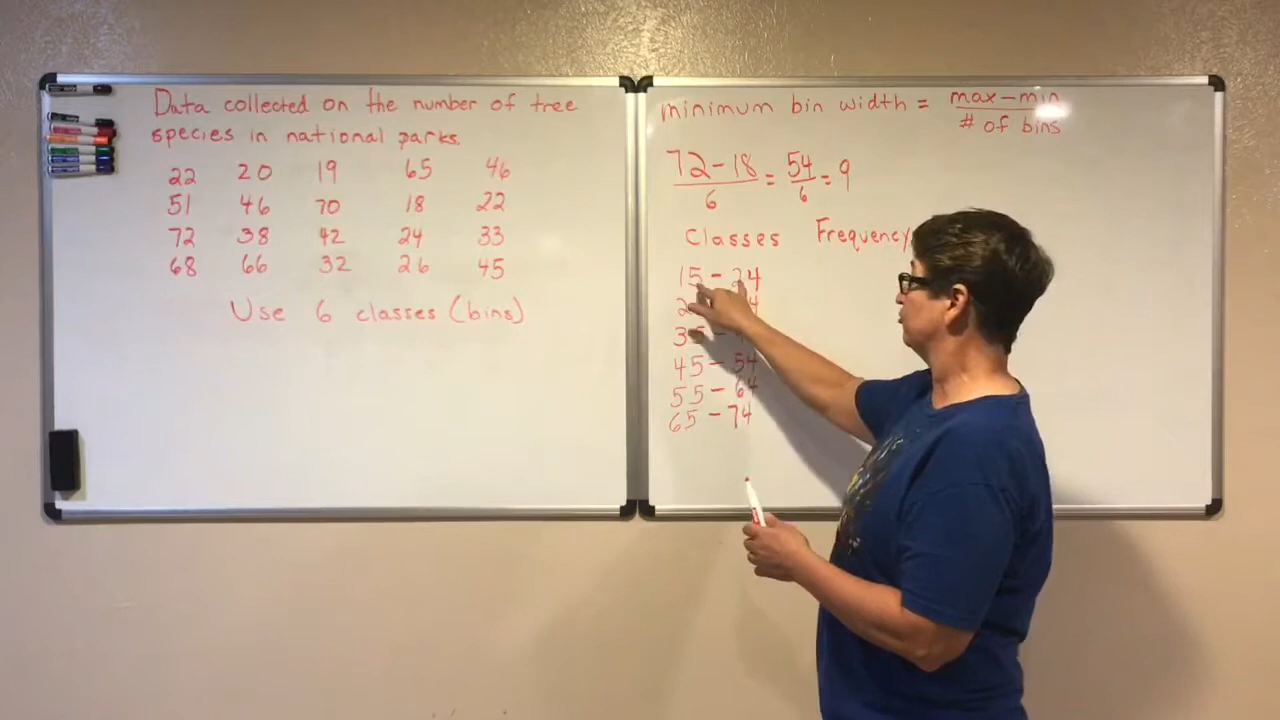 Data collected on the number of tree
species in national parks.
22 20 19 65 46
51 46 70 18 22
72 38 42 24 33
68 66 32 26 45
Use 6 classes (bins)
minimum bin width = max-min
# of bins
72-18
6
= 54
6
= 9
Classes Frequency
15-24
35-
45-54
55-64
65-74